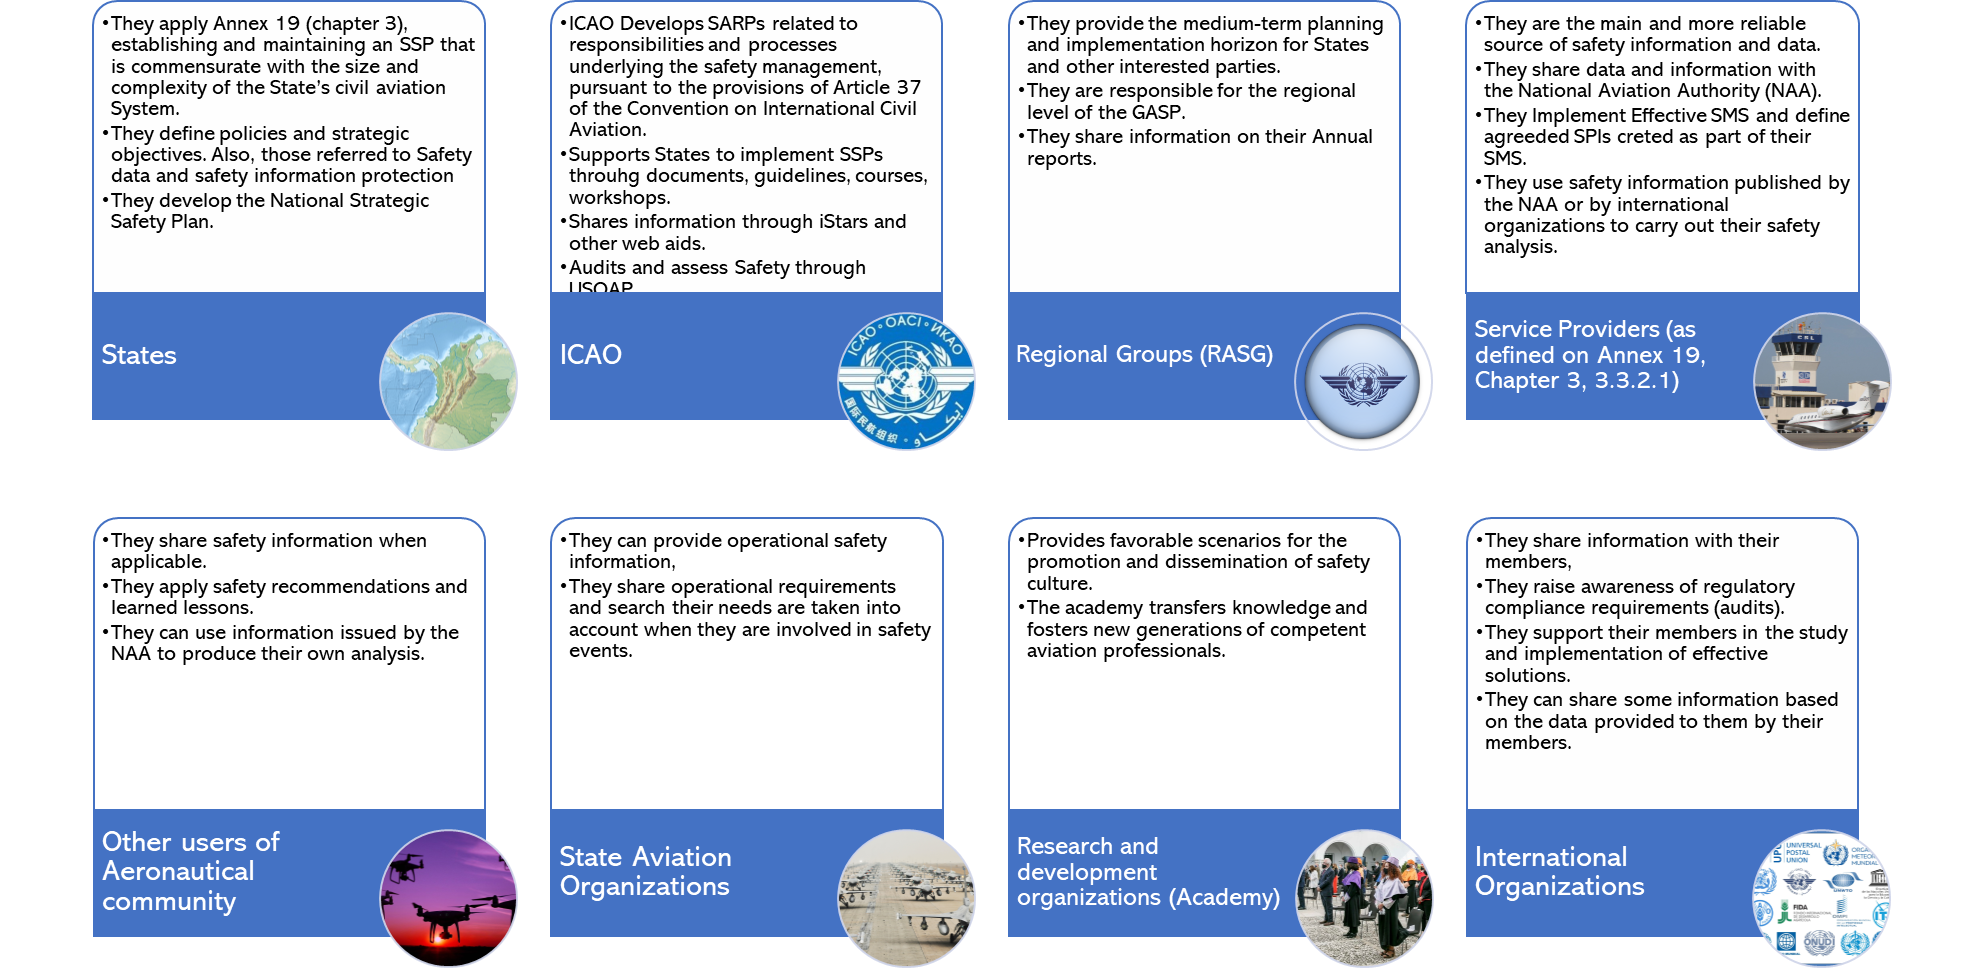 •They apply Annex 19 (chapter 3),
establishing and maintaining an SSP that
is commensurate with the size and
complexity of the State’s civil aviation
System.
•They define policies and strategic
objectives. Also, those referred to Safety
data and safety information protection
•They develop the National Strategic
Safety Plan.
States
•ICAO Develops SARPs related to
responsibilities and processes
underlying the safety management,
pursuant to the provisions of Article 37
of the Convention on International Civil
Aviation.
•Supports States to implement SSPs
throuhg documents, guidelines, courses,
workshops.
•Shares information through iStars and
other web aids.
•Audits and assess Safety through
USOAP
ICAO
ICAO • OACI • ИКАО
国际民航组织 • ايكاو
•They provide the medium-term planning
and implementation horizon for States
and other interested parties.
•They are responsible for the regional
level of the GASP.
•They share information on their Annual
reports.
Regional Groups (RASG)
•They are the main and more reliable
source of safety information and data.
•They share data and information with
the National Aviation Authority (NAA).
•They Implement Effective SMS and define
agreeded SPIs creted as part of their
SMS.
•They use safety information published by
the NAA or by international
organizations to carry out their safety
analysis.
Service Providers (as
defined on Annex 19,
Chapter 3, 3.3.2.1)
•They share safety information when
applicable.
•They apply safety recommendations and
learned lessons.
•They can use information issued by the
NAA to produce their own analysis.
Other users of
Aeronautical
community
•They can provide operational safety
information,
•They share operational requirements
and search their needs are taken into
account when they are involved in safety
events.
State Aviation
Organizations
•Provides favorable scenarios for the
promotion and dissemination of safety
culture.
•The academy transfers knowledge and
fosters new generations of competent
aviation professionals.
Research and
development
organizations (Academy)
•They share information with their
members,
•They raise awareness of regulatory
compliance requirements (audits).
•They support their members in the study
and implementation of effective
solutions.
•They can share some information based
on the data provided to them by their
members.
International
Organizations
UPU
UNIVERSAL
POSTAL
UNION
UNWTO
FIDA
ONUDI